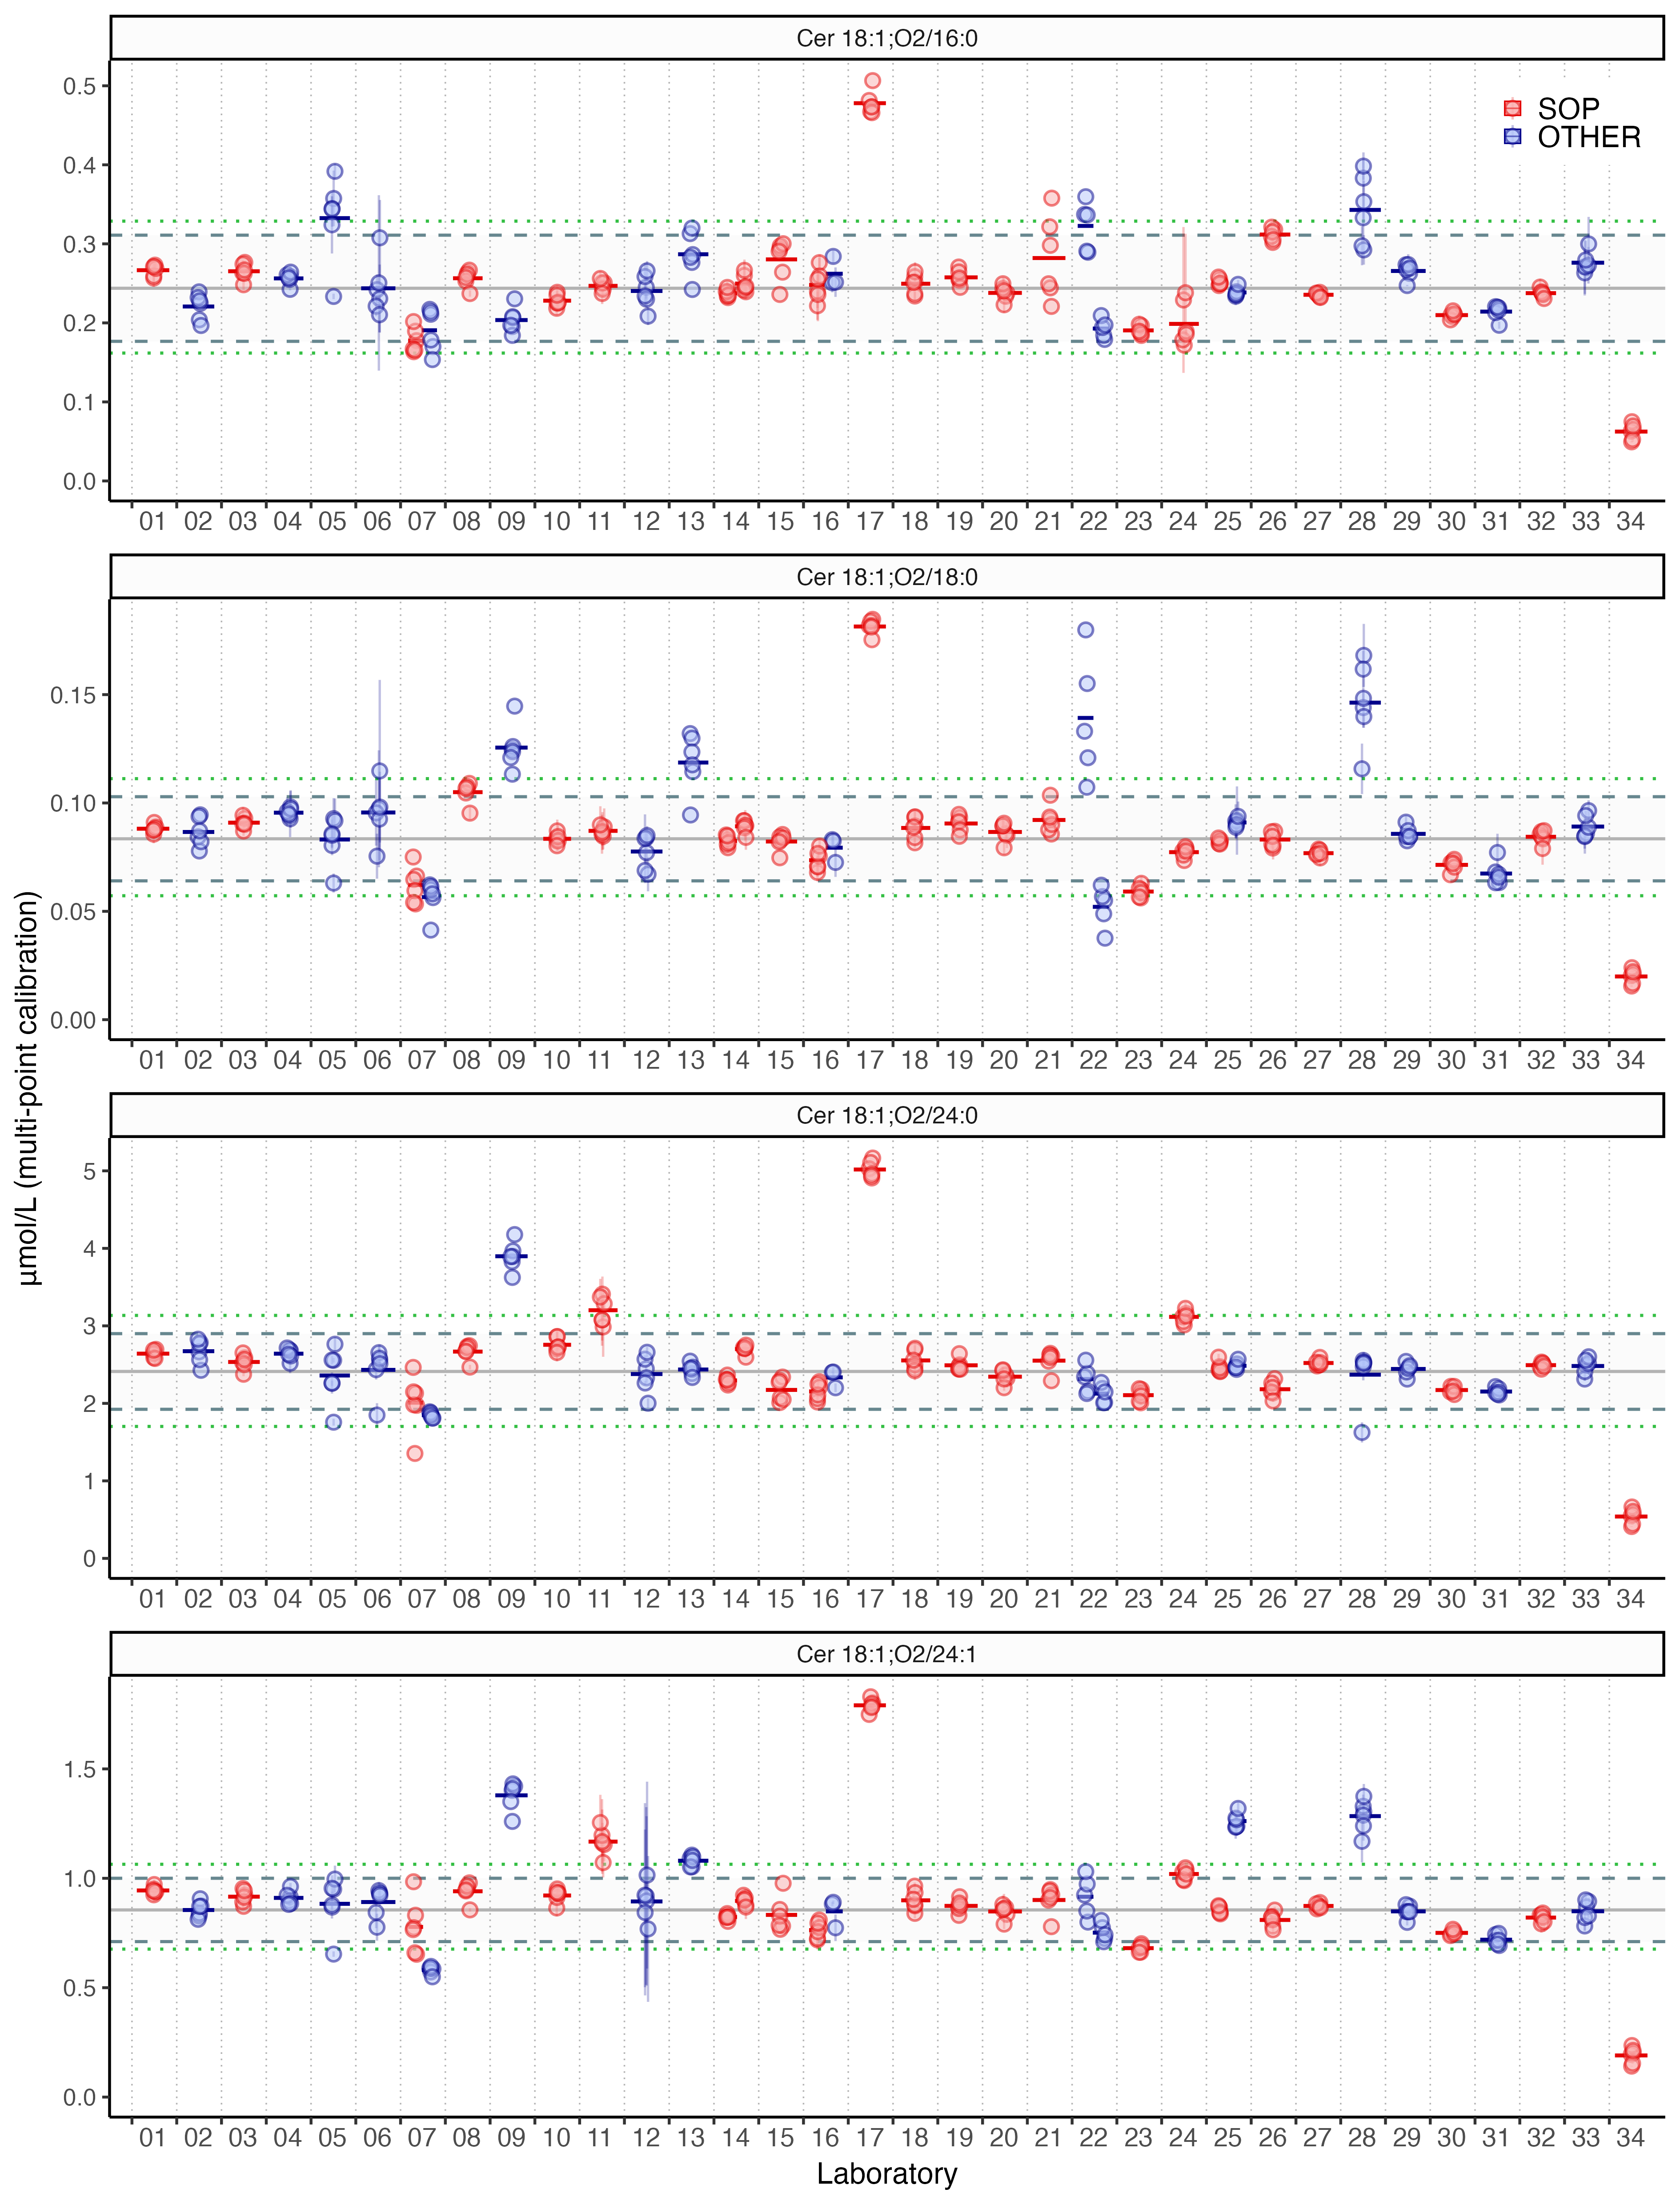 Cer 18:1;O2/16:0
SOP
OTHER
0.5
0.4
0.3
0.2
0.1
0.0
01 02 03 04 05 06 07 08 09 10 11 12 13 14 15 16 17 18 19 20 21 22 23 24 25 26 27 28 29 30 31 32 33 34
Cer 18:1;O2/18:0
0.15
0.10
0.05
0.00
01 02 03 04 05 06 07 08 09 10 11 12 13 14 15 16 17 18 19 20 21 22 23 24 25 26 27 28 29 30 31 32 33 34
µmol/L (multi-point calibration)
Cer 18:1;O2/24:0
5
4
3
2
1
0
01 02 03 04 05 06 07 08 09 10 11 12 13 14 15 16 17 18 19 20 21 22 23 24 25 26 27 28 29 30 31 32 33 34
Cer 18:1;O2/24:1
1.5
1.0
0.5
0.0
01 02 03 04 05 06 07 08 09 10 11 12 13 14 15 16 17 18 19 20 21 22 23 24 25 26 27 28 29 30 31 32 33 34
Laboratory